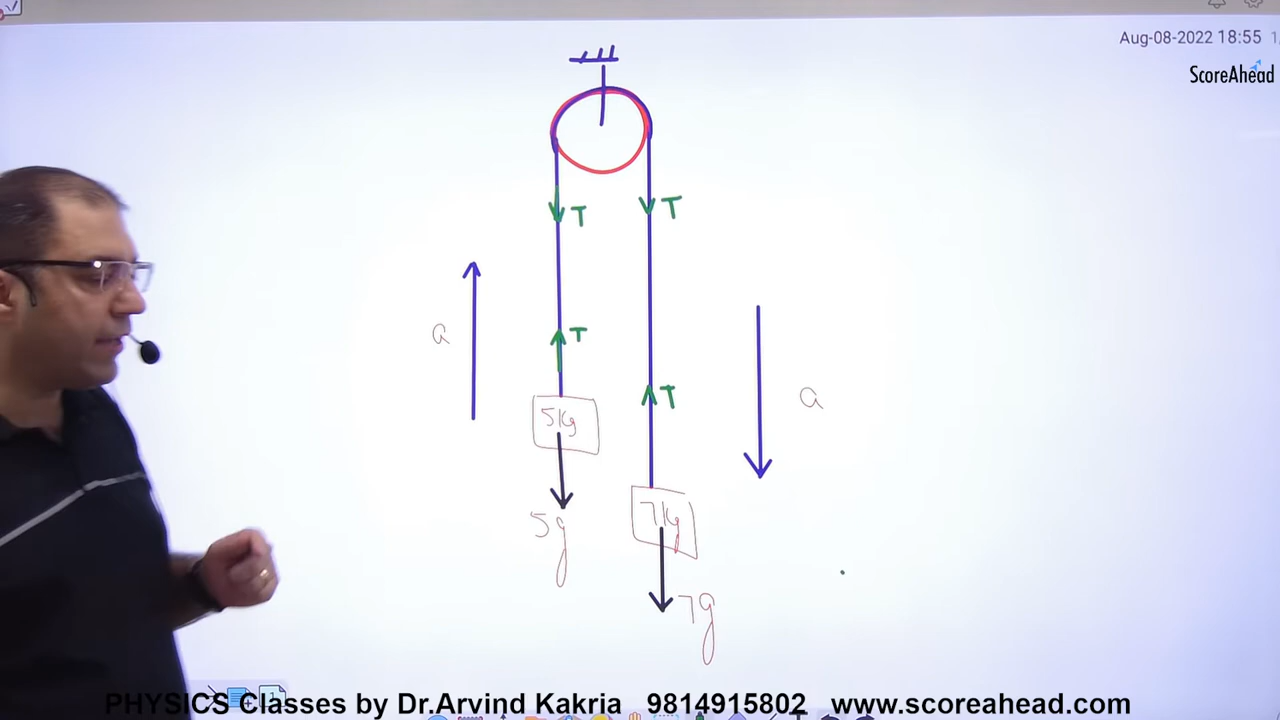 Aug-08-2022 18:55
ScoreAhead
T
T
a
T
T
a
5kg
5g
7kg
7g
PHYSICS Classes by Dr.Arvind Kakria 9814915802 www.scoreahead.com